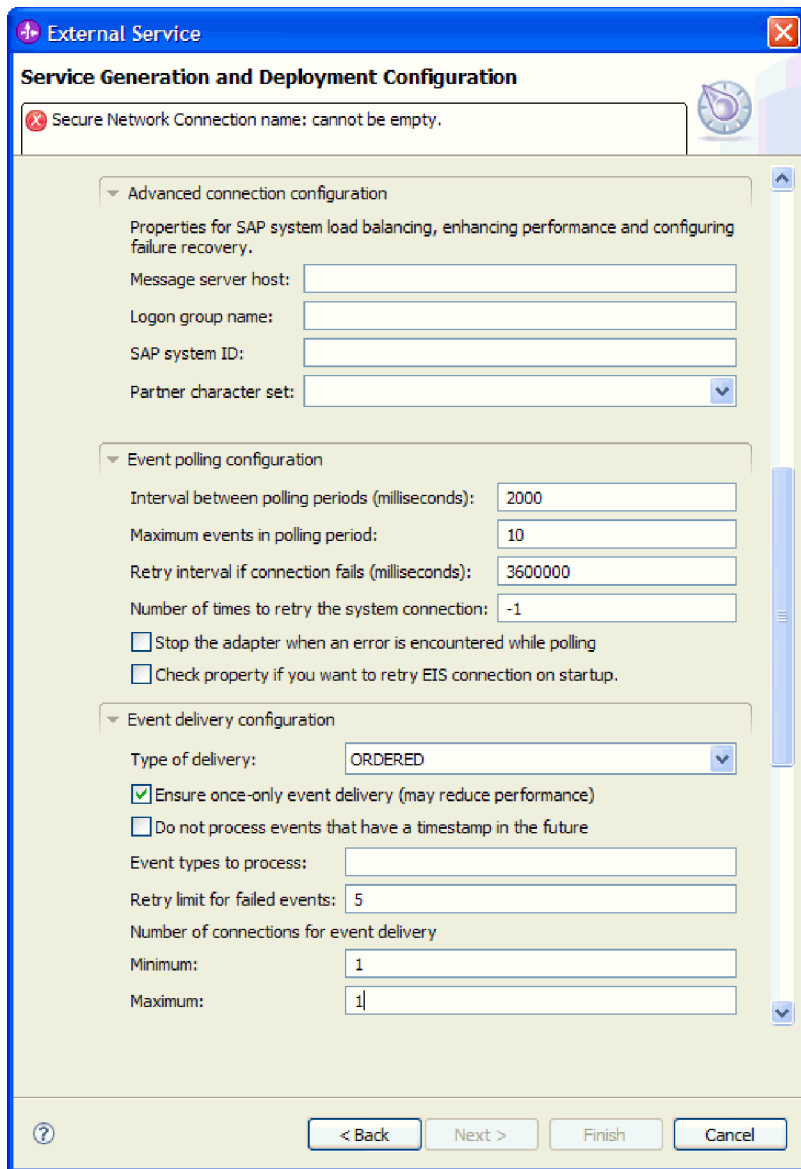 External Service
Service Generation and Deployment Configuration
Secure Network Connection name: cannot be empty.
Advanced connection configuration
Properties for SAP system load balancing, enhancing performance and configuring
failure recovery.
Message server host:
Logon group name:
SAP system ID:
Partner character set:
Event polling configuration
Interval between polling periods (milliseconds): 2000
Maximum events in polling period: 10
Retry interval if connection fails (milliseconds): 3600000
Number of times to retry the system connection: -1
Stop the adapter when an error is encountered while polling
Check property if you want to retry EIS connection on startup.
Event delivery configuration
Type of delivery: ORDERED
Ensure once-only event delivery (may reduce performance)
Do not process events that have a timestamp in the future
Event types to process:
Retry limit for failed events: 5
Number of connections for event delivery
Minimum: 1
Maximum: 1
? < Back Next > Finish Cancel